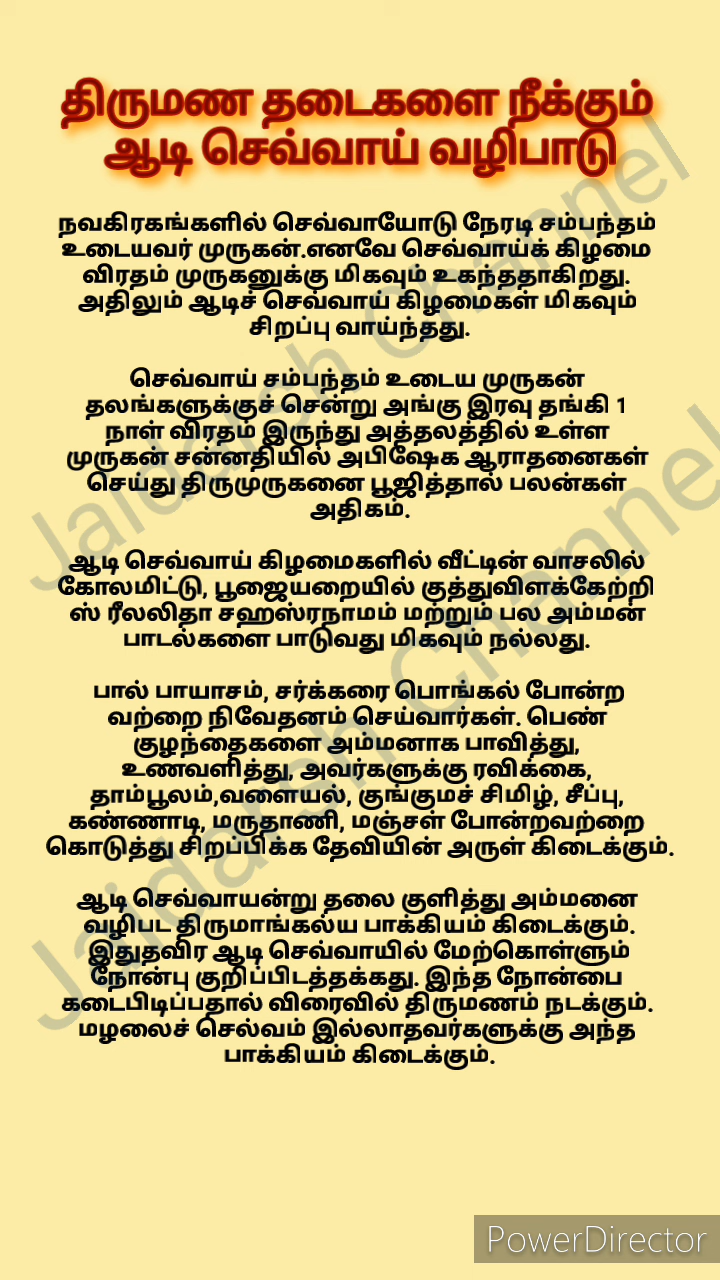 திருமண தடைகளை நீக்கும்
ஆடி செவ்வாய் வழிபாடு
நவகிரகங்களில் செவ்வாயோடு நேரடி சம்பந்தம்
உடையவர் முருகன்.எனவே செவ்வாய்க் கிழமை
விரதம் முருகனுக்கு மிகவும் உகந்ததாகிறது.
அதிலும் ஆடிச் செவ்வாய் கிழமைகள் மிகவும்
சிறப்பு வாய்ந்தது.
செவ்வாய் சம்பந்தம் உடைய முருகன்
தலங்களுக்குச் சென்று அங்கு இரவு தங்கி 1
நாள் விரதம் இருந்து அத்தலத்தில் உள்ள
முருகன் சன்னதியில் அபிஷேக ஆராதனைகள்
செய்து திருமுருகனை பூஜித்தால் பலன்கள்
அதிகம்.
ஆடி செவ்வாய் கிழமைகளில் வீட்டின் வாசலில்
கோலமிட்டு, பூஜையறையில் குத்துவிளக்கேற்றி
ஸ் ரீலலிதா சஹஸ்ரநாமம் மற்றும் பல அம்மன்
பாடல்களை பாடுவது மிகவும் நல்லது.
பால் பாயாசம், சர்க்கரை பொங்கல் போன்ற
வற்றை நிவேதனம் செய்வார்கள். பெண்
குழந்தைகளை அம்மனாக பாவித்து,
உணவளித்து, அவர்களுக்கு ரவிக்கை,
தாம்பூலம்,வளையல், குங்குமச் சிமிழ், சீப்பு,
கண்ணாடி, மருதாணி, மஞ்சள் போன்றவற்றை
கொடுத்து சிறப்பிக்க தேவியின் அருள் கிடைக்கும்.
ஆடி செவ்வாயன்று தலை குளித்து அம்மனை
வழிபட திருமாங்கல்ய பாக்கியம் கிடைக்கும்.
இதுதவிர ஆடி செவ்வாயில் மேற்கொள்ளும்
நோன்பு குறிப்பிடத்தக்கது. இந்த நோன்பை
கடைபிடிப்பதால் விரைவில் திருமணம் நடக்கும்.
மழலைச் செல்வம் இல்லாதவர்களுக்கு அந்த
பாக்கியம் கிடைக்கும்.
Jaidarsh Channel
Jaidarsh Channel
PowerDirector